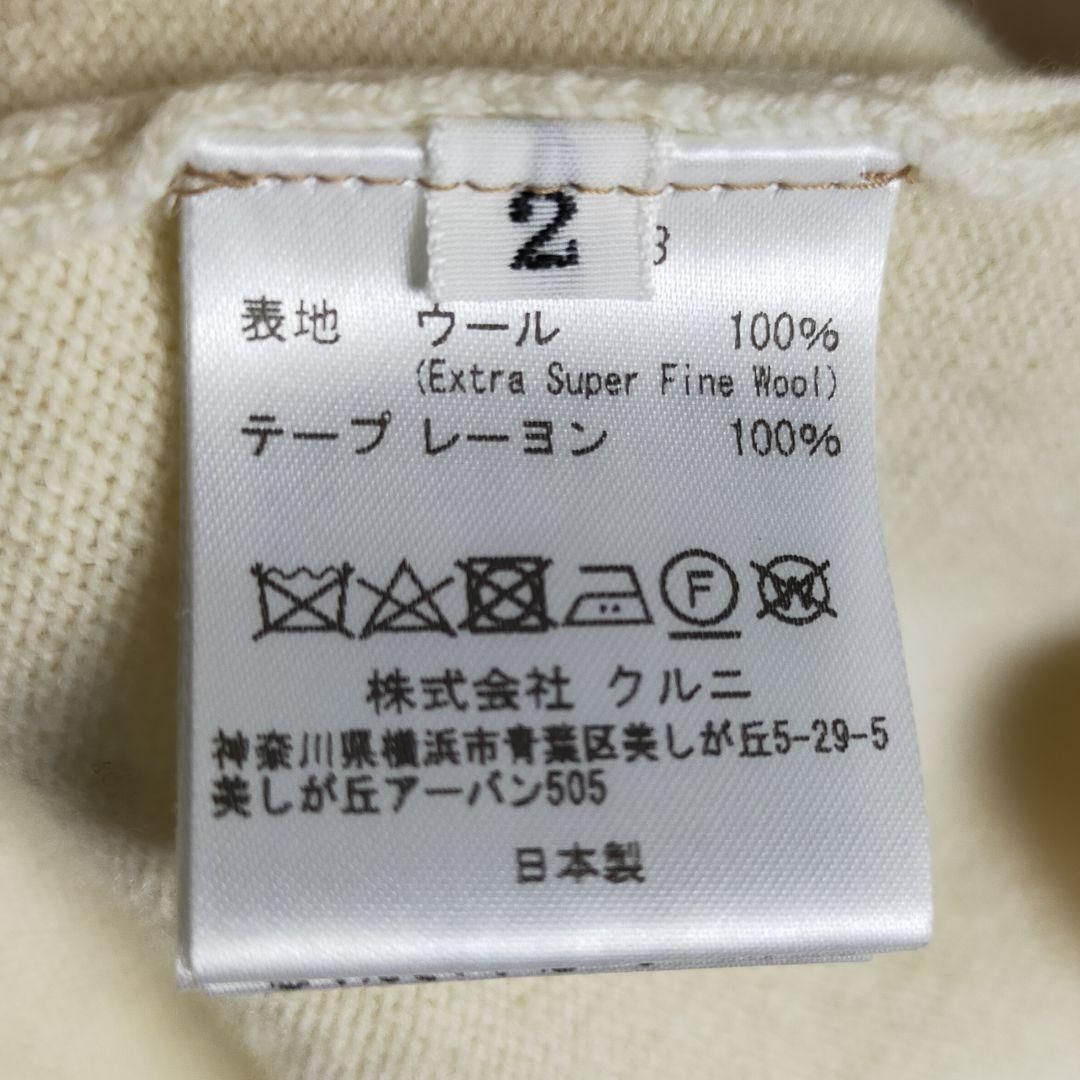 2
3
表地 ウール 100%
(Extra Super Fine Wool)
テープ レーヨン 100%
F
W
株式会社 クルニ
神奈川県横浜市青葉区美しが丘5-29-5
美しが丘アーバン505
日本製